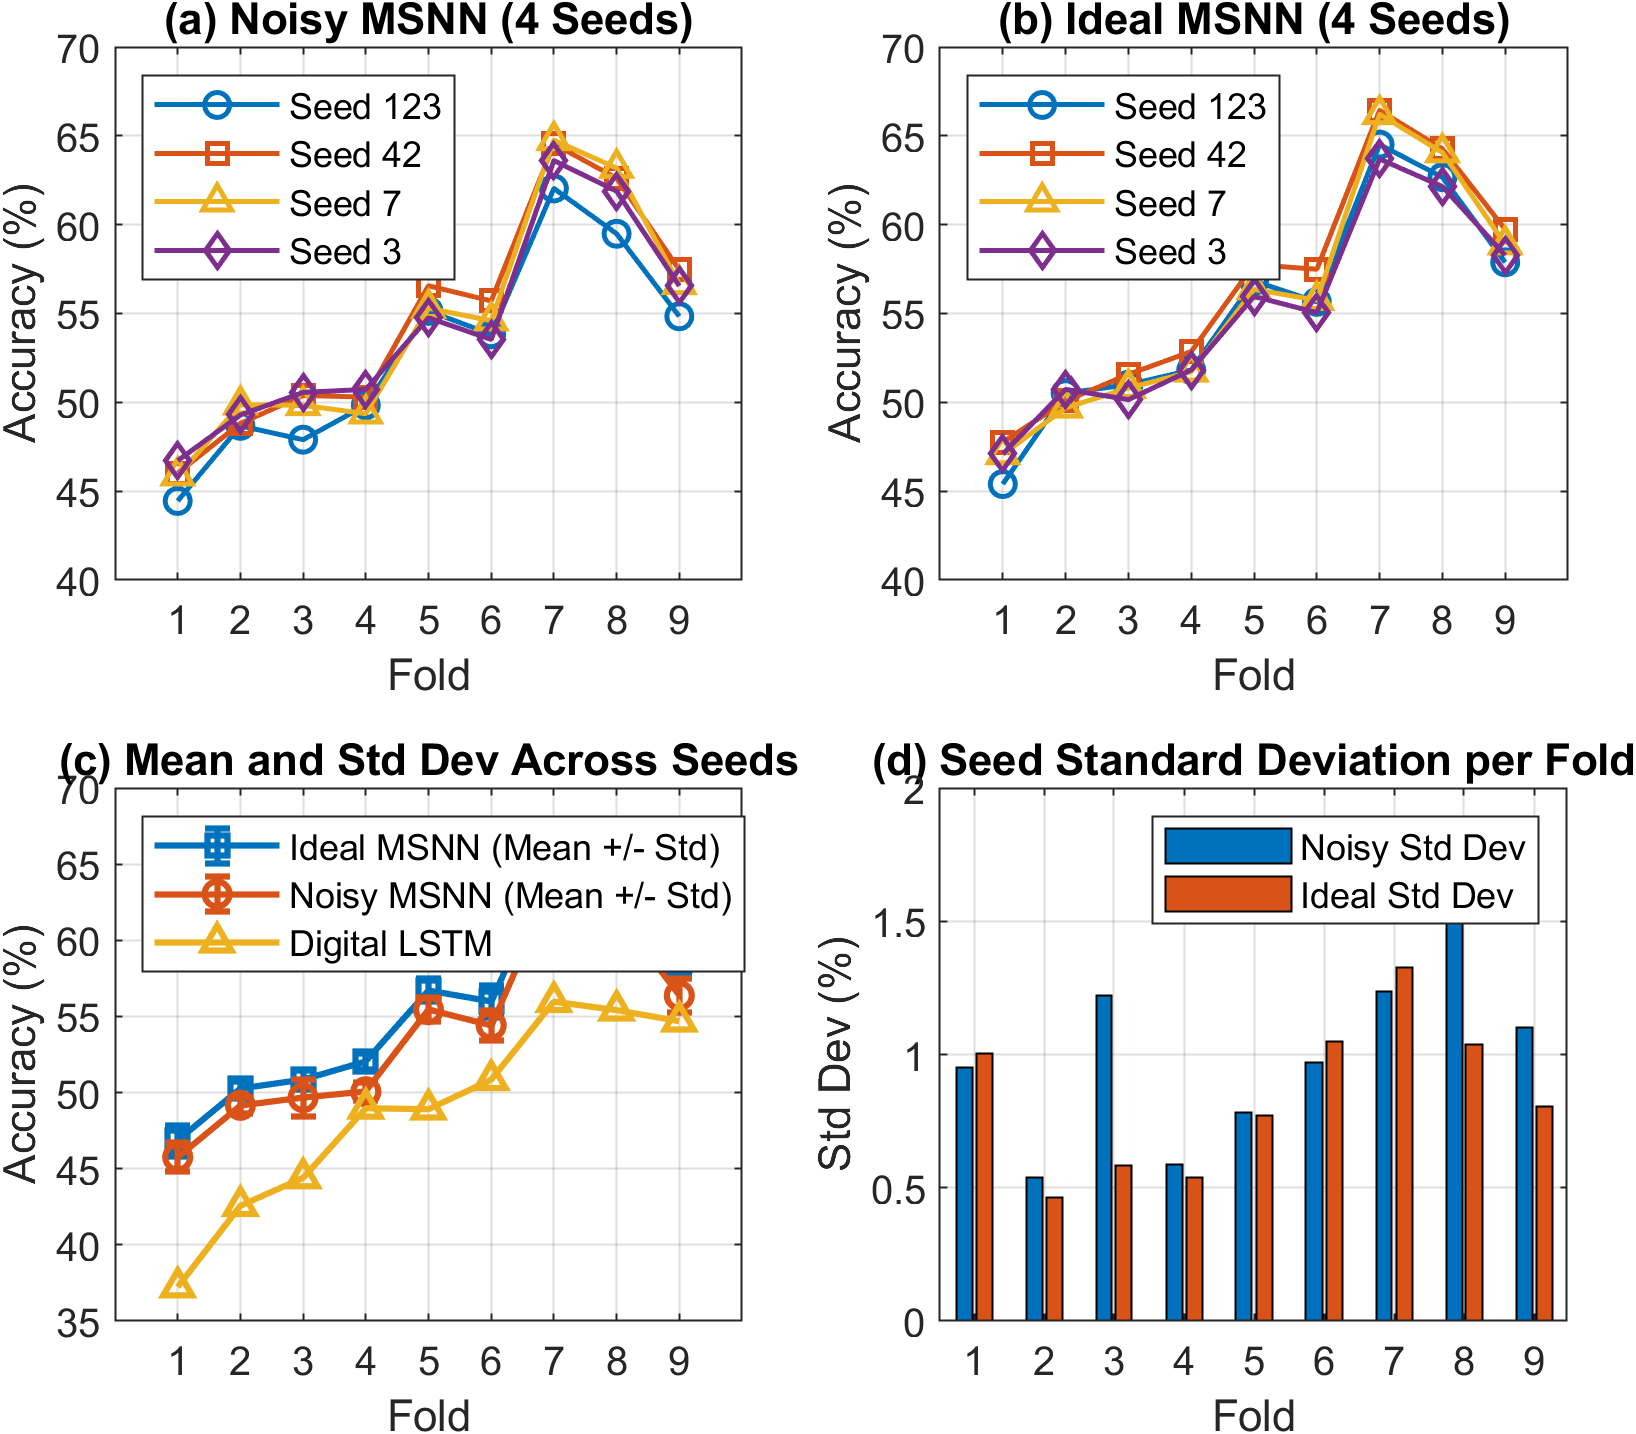 (a) Noisy MSNN (4 Seeds)
70
65
60
55
50
45
40
Accuracy (%)
Seed 123
Seed 42
Seed 7
Seed 3
1 2 3 4 5 6 7 8 9
Fold
(b) Ideal MSNN (4 Seeds)
70
65
60
55
50
45
40
Accuracy (%)
Seed 123
Seed 42
Seed 7
Seed 3
1 2 3 4 5 6 7 8 9
Fold
(c) Mean and Std Dev Across Seeds
70
65
60
55
50
45
40
35
Accuracy (%)
Ideal MSNN (Mean +/- Std)
Noisy MSNN (Mean +/- Std)
Digital LSTM
1 2 3 4 5 6 7 8 9
Fold
(d) Seed Standard Deviation per Fold
2
1.5
1
0.5
0
Std Dev (%)
Noisy Std Dev
Ideal Std Dev
1 2 3 4 5 6 7 8 9
Fold